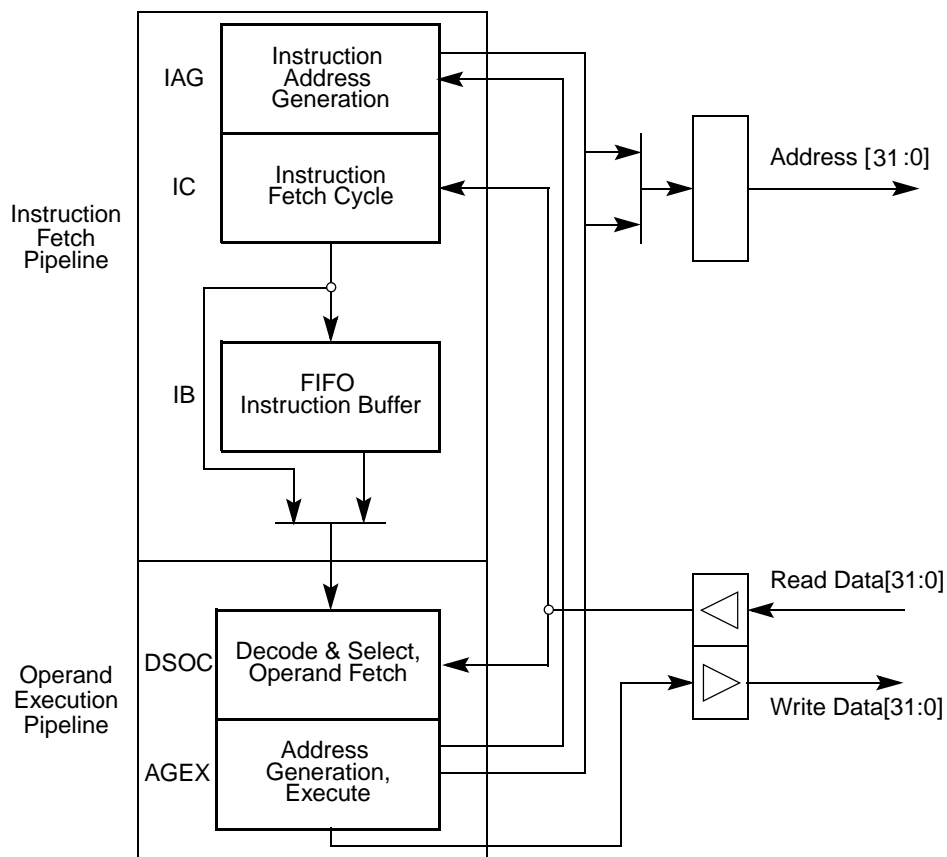 IAG
Instruction
Address
Generation
Address [31:0]
IC
Instruction
Fetch Cycle
Instruction
Fetch
Pipeline
IB
FIFO
Instruction Buffer
Read Data[31:0]
DSOC
Decode & Select,
Operand Fetch
Operand
Execution
Pipeline
Write Data[31:0]
AGEX
Address
Generation,
Execute